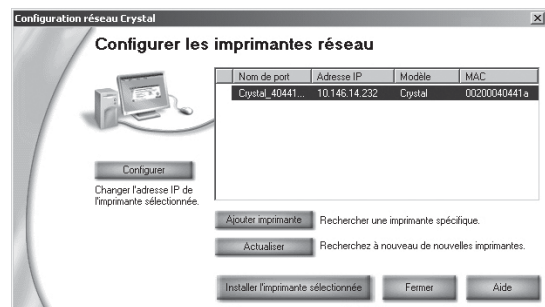 Configuration réseau Crystal
Configurer les imprimantes réseau
Nom de port Adresse IP Modèle MAC
Crystal_40441... 10.146.14.232 Crystal 00200040441a
Configurer
Changer l'adresse IP de
l'imprimante sélectionnée.
Ajouter imprimante Rechercher une imprimante spécifique.
Actualiser Recherchez à nouveau de nouvelles imprimantes.
Installer l'imprimante sélectionnée Fermer Aide